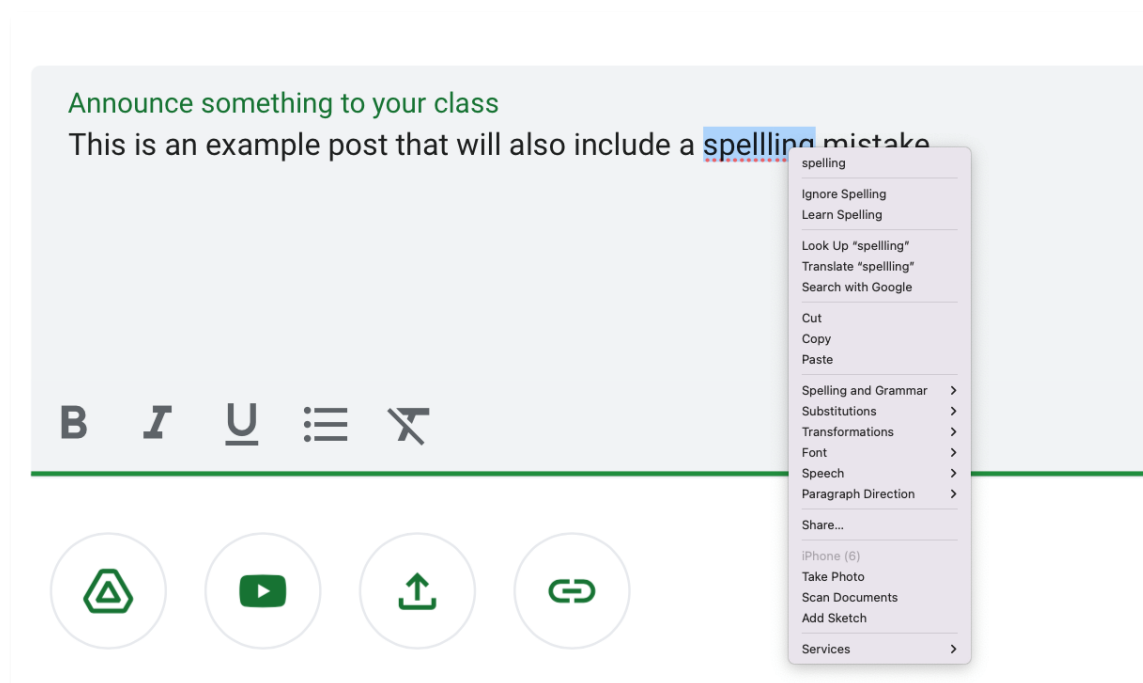 Announce something to your class
This is an example post that will also include a spellling mistake
spelling
Ignore Spelling
Learn Spelling
Look Up “spellling”
Translate “spellling”
Search with Google
Cut
Copy
Paste
Spelling and Grammar
Substitutions
Transformations
Font
Speech
Paragraph Direction
Share...
iPhone (6)
Take Photo
Scan Documents
Add Sketch
Services
B I U